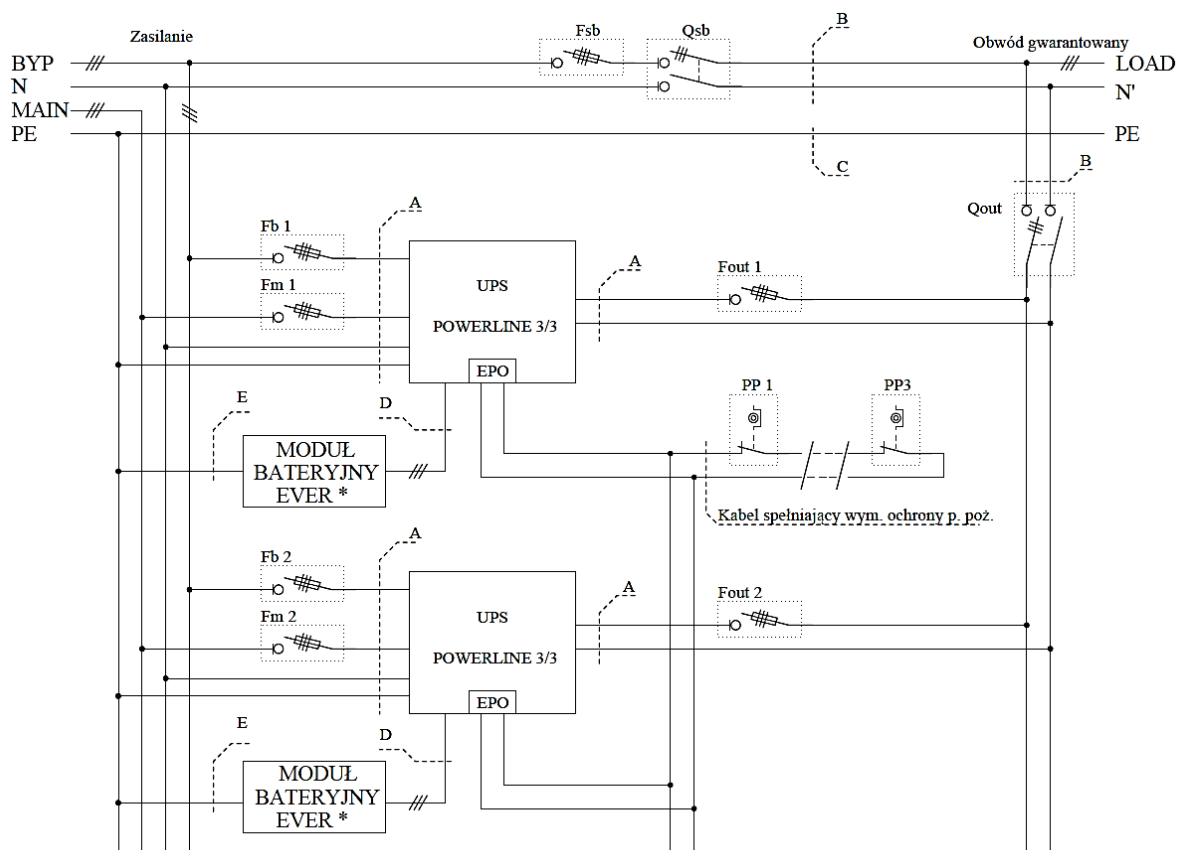 Zasilanie
Fsb
Qsb
B
Obwód gwarantowany
BYP
LOAD
N
N'
MAIN
PE
PE
C
B
Qout
A
Fb 1
Fm 1
UPS
POWERLINE 3/3
EPO
A
Fout 1
PP 1
PP3
E
D
MODUŁ
BATERYJNY
EVER *
Kabel spełniający wym. ochrony p. poż.
A
Fb 2
Fm 2
UPS
POWERLINE 3/3
EPO
A
Fout 2
E
D
MODUŁ
BATERYJNY
EVER *